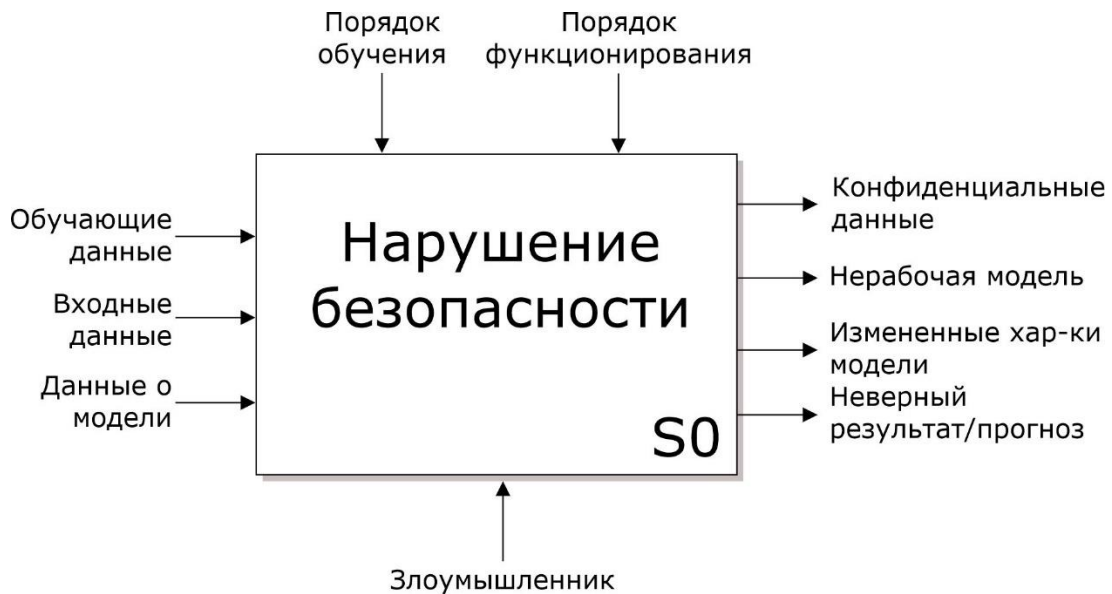 Порядок
обучения
Порядок
функционирования
Обучающие
данные
Входные
данные
Данные о
модели
Нарушение
безопасности
S0
Конфиденциальные
данные
Нерабочая модель
Измененные хар-ки
модели
Неверный
результат/прогноз
Злоумышленник